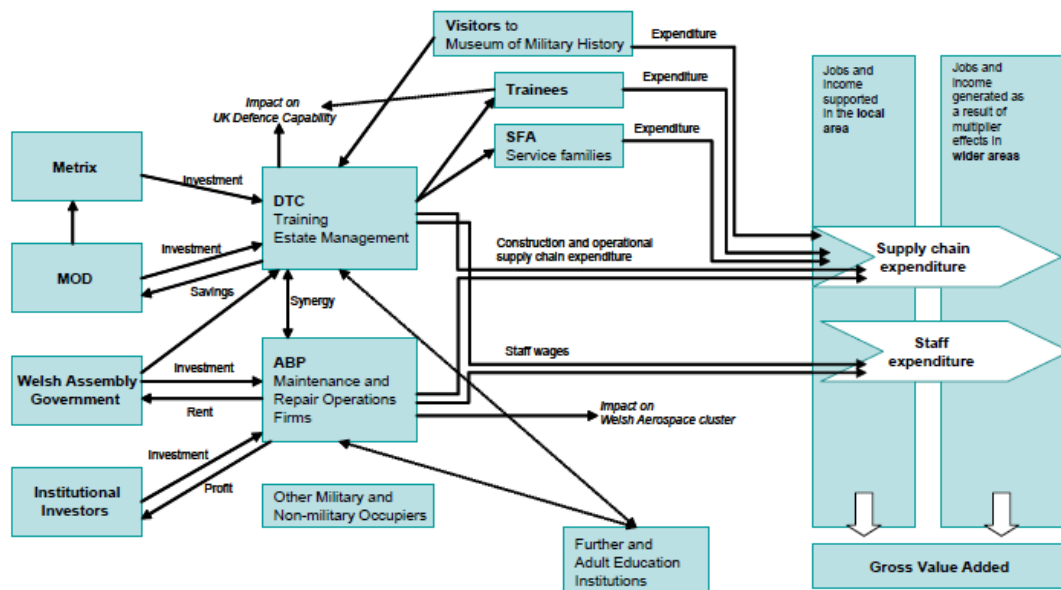 Visitors to
Museum of Military History
Expenditure
Trainees
Expenditure
SFA
Service families
Expenditure
Impact on
UK Defence Capability
Metrix
Investment
DTC
Training
Estate Management
MOD
Investment
Savings
Construction and operational
supply chain expenditure
Synergy
Welsh Assembly
Government
Investment
Rent
ABP
Maintenance and
Repair Operations
Firms
Staff wages
Impact on
Welsh Aerospace cluster
Institutional
Investors
Investment
Profit
Other Military and
Non-military Occupiers
Further and
Adult Education
Institutions
Jobs and
income
supported
in the local
area
Jobs and
income
generated as
a result of
multiplier
effects in
wider areas
Supply chain
expenditure
Staff
expenditure
Gross Value Added